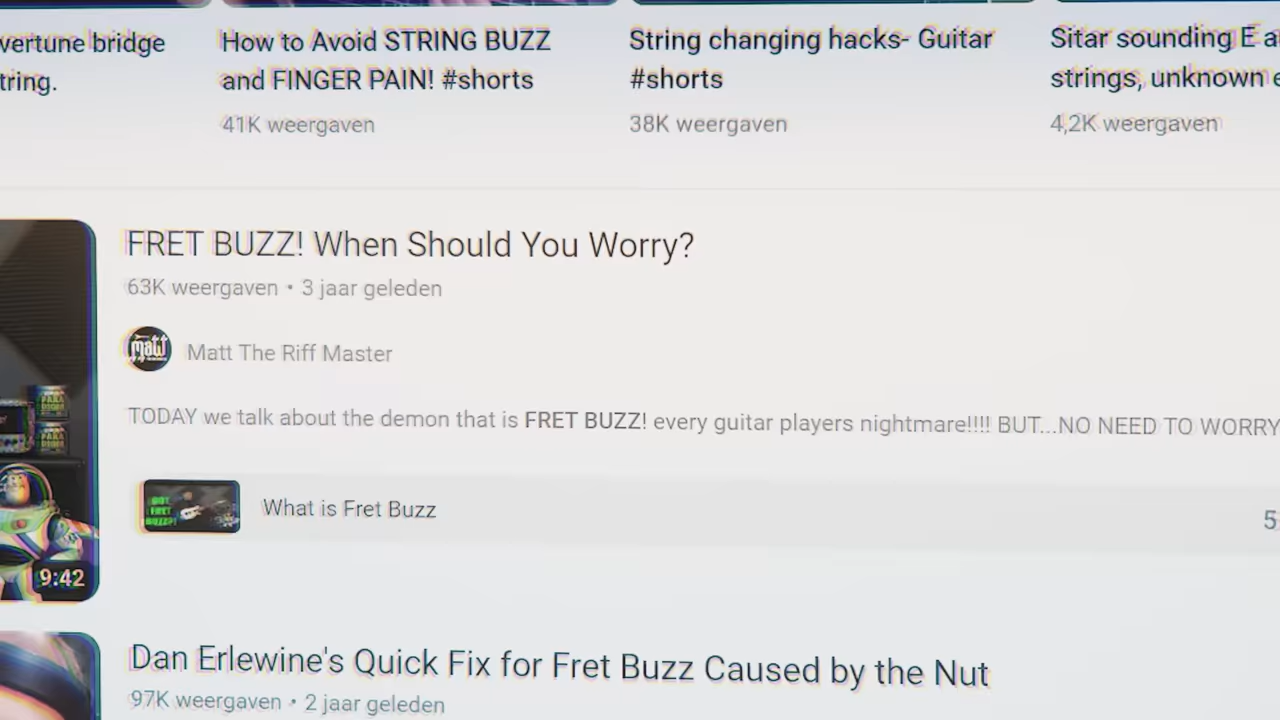 vertune bridge
tring.
How to Avoid STRING BUZZ
and FINGER PAIN! #shorts
41K weergaven
String changing hacks- Guitar
#shorts
38K weergaven
Sitar sounding E a
strings, unknown e
4,2K weergaven
FRET BUZZ! When Should You Worry?
63K weergaven • 3 jaar geleden
Matt The Riff Master
TODAY we talk about the demon that is FRET BUZZ! every guitar players nightmare!!!! BUT...NO NEED TO WORRY
GOT
FRET
BUZZ?!
What is Fret Buzz
5
9:42
Dan Erlewine's Quick Fix for Fret Buzz Caused by the Nut
97K weergaven • 2 jaar geleden